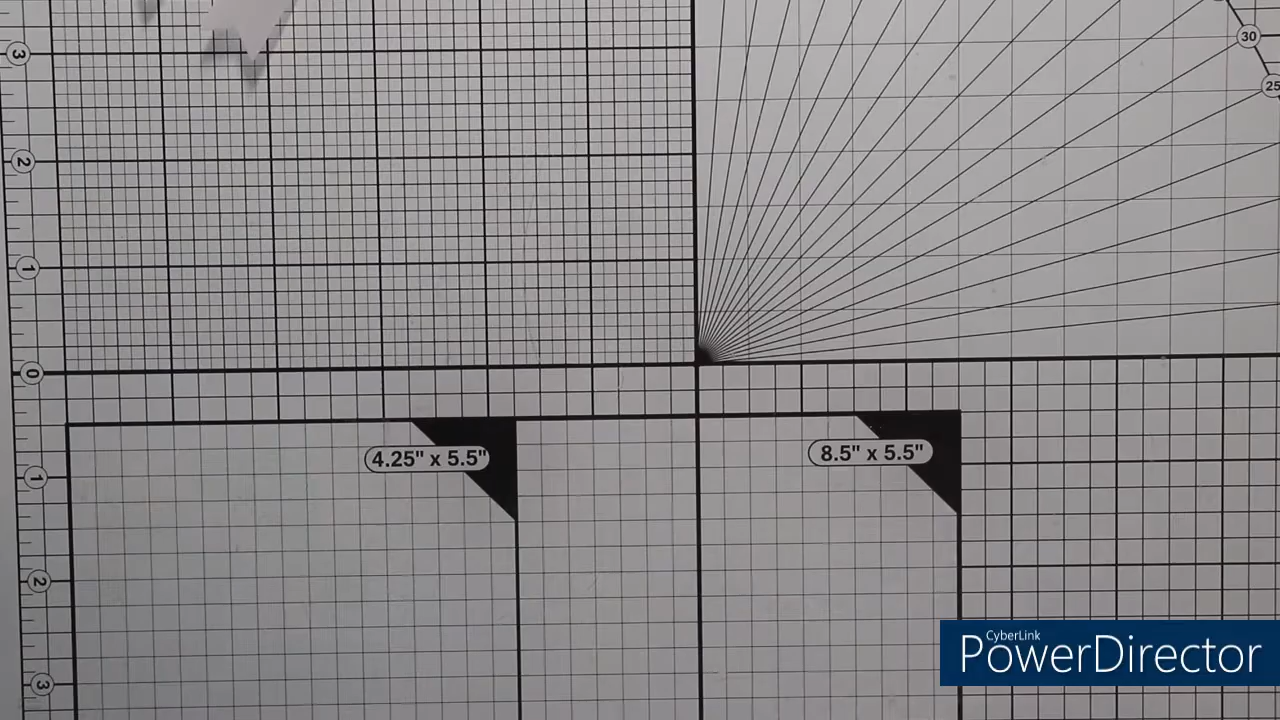 3
30
25
2
1
0
4.25" x 5.5"
8.5" x 5.5"
1
2
3
CyberLink
PowerDirector